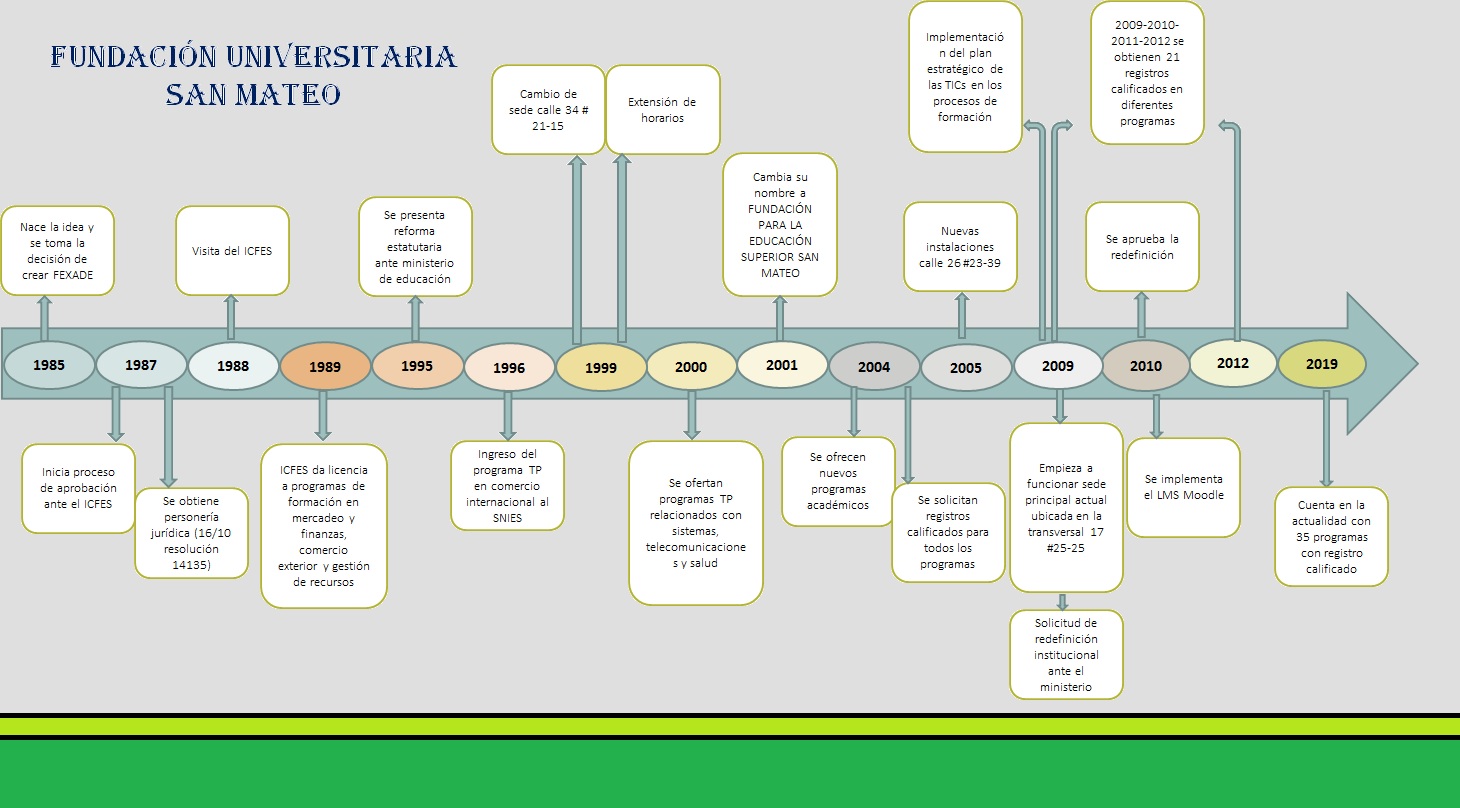 FUNDACIÓN UNIVERSITARIA
SAN MATEO
Nace la idea y
se toma la
decisión de
crear FEXADE
Visita del ICFES
Se presenta
reforma
estatutaria
ante ministerio
de educación
Cambio de
sede calle 34 #
21-15
Extensión de
horarios
Cambia su
nombre a
FUNDACIÓN
PARA LA
EDUCACIÓN
SUPERIOR SAN
MATEO
Implementació
n del plan
estratégico de
las TICs en los
procesos de
formación
2009-2010-
2011-2012 se
obtienen 21
registros
calificados en
diferentes
programas
Nuevas
instalaciones
calle 26 #23-39
Se aprueba la
redefinición
1985
1987
1988
1989
1995
1996
1999
2000
2001
2004
2005
2009
2010
2012
2019
Inicia proceso
de aprobación
ante el ICFES
Se obtiene
personería
jurídica (16/10
resolución
14135)
ICFES da licencia
a programas de
formación en
mercadeo y
finanzas,
comercio
exterior y gestión
de recursos
Ingreso del
programa TP
en comercio
internacional al
SNIES
Se ofertan
programas TP
relacionados con
sistemas,
telecomunicacione
s y salud
Se ofrecen
nuevos
programas
académicos
Se solicitan
registros
calificados para
todos los
programas
Empieza a
funcionar sede
principal actual
ubicada en la
transversal 17
#25-25
Solicitud de
redefinición
institucional
ante el
ministerio
Se implementa
el LMS Moodle
Cuenta en la
actualidad con
35 programas
con registro
calificado